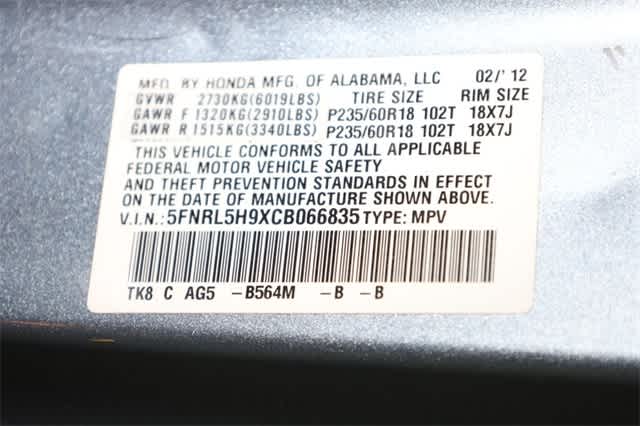 MFD. BY HONDA MFG. OF ALABAMA, LLC 02/'12
GVWR 2730KG(6019LBS) TIRE SIZE RIM SIZE
GAWR F 1320KG(2910LBS) P235/60R18 102T 18X7J
GAWR R 1515KG(3340LBS) P235/60R18 102T 18X7J
THIS VEHICLE CONFORMS TO ALL APPLICABLE
FEDERAL MOTOR VEHICLE SAFETY
AND THEFT PREVENTION STANDARDS IN EFFECT
ON THE DATE OF MANUFACTURE SHOWN ABOVE.
V.I.N.: 5FNRL5H9XCB066835 TYPE: MPV
TK8 C AG5 -B564M -B -B